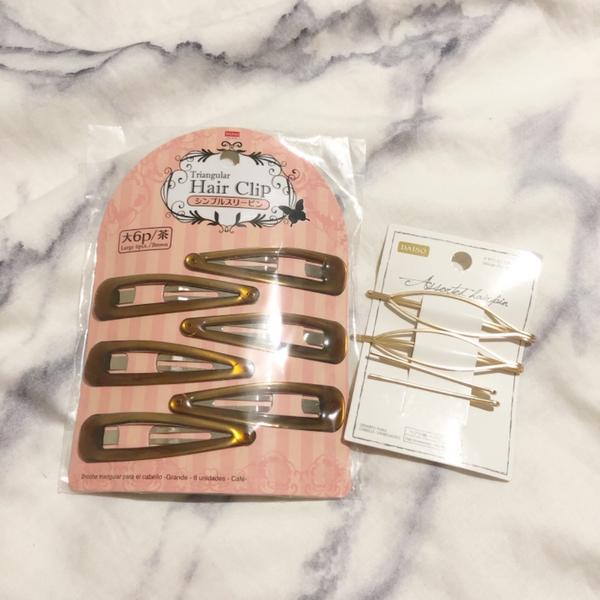 DAISO
Triangular
Hair Clip
シンプルスリーピン
大6p/茶
Large 6pcs./Brown
Broche triangular para el cabello -Grande - 6 unidades - Café-
DAISO
Assorted hairpin